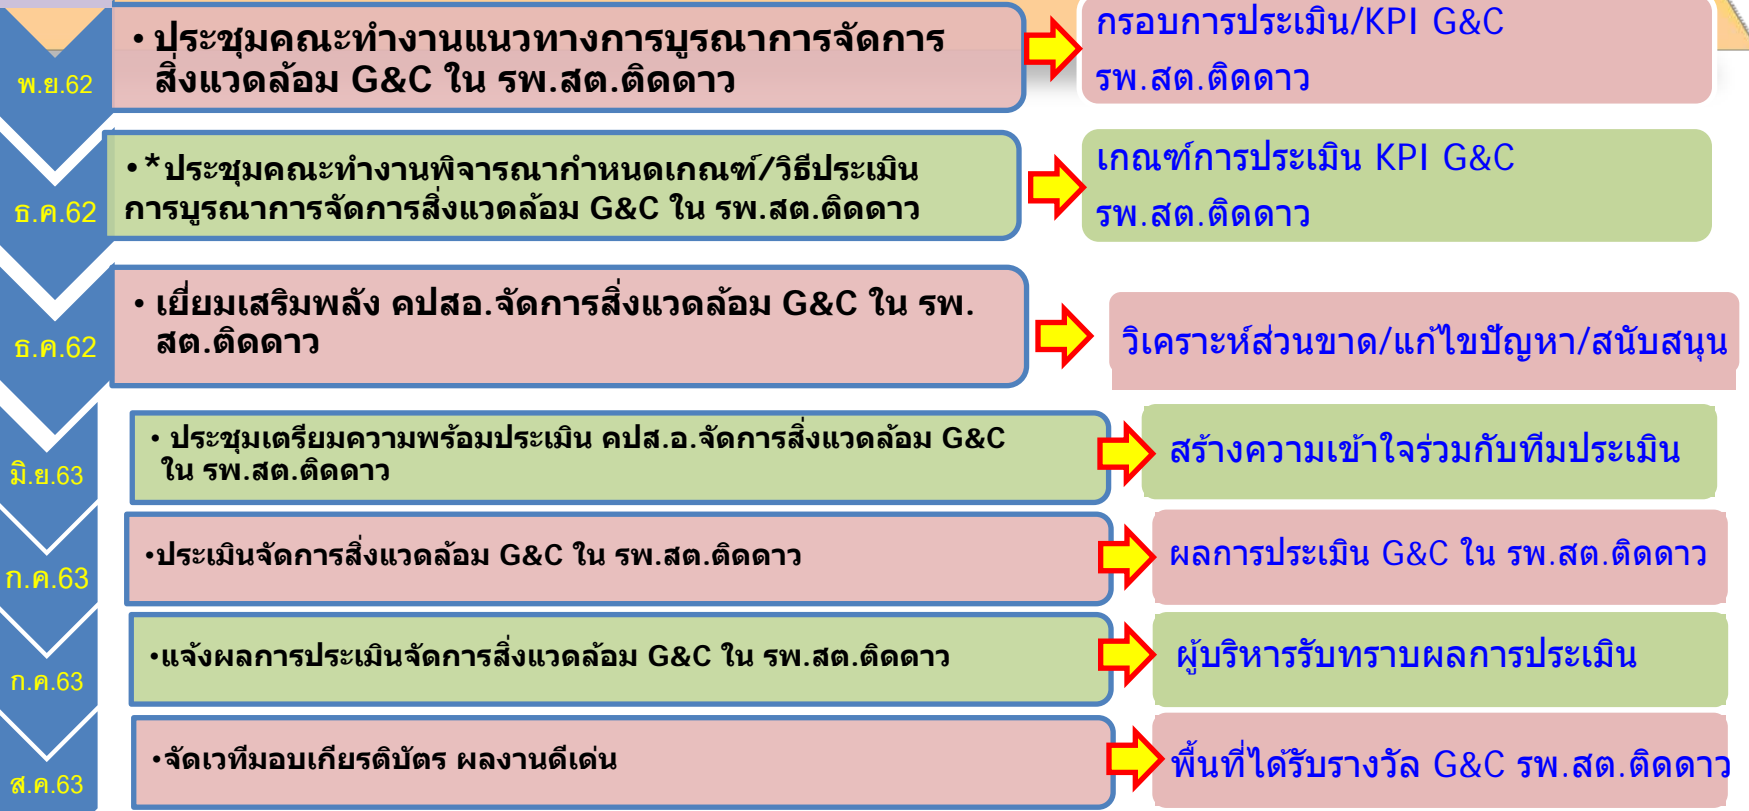 พ.ย.62
• ประชุมคณะทำงานแนวทางการบูรณาการจัดการ
สิ่งแวดล้อม G&C ใน รพ.สต.ติดดาว
กรอบการประเมิน/KPI G&C
รพ.สต.ติดดาว
ธ.ค.62
•*ประชุมคณะทำงานพิจารณากำหนดเกณฑ์/วิธีประเมิน
การบูรณาการจัดการสิ่งแวดล้อม G&C ใน รพ.สต.ติดดาว
เกณฑ์การประเมิน KPI G&C
รพ.สต.ติดดาว
ธ.ค.62
• เยี่ยมเสริมพลัง คปสอ.จัดการสิ่งแวดล้อม G&C ใน รพ.
สต.ติดดาว
วิเคราะห์ส่วนขาด/แก้ไขปัญหา/สนับสนุน
มิ.ย.63
• ประชุมเตรียมความพร้อมประเมิน คปส.อ.จัดการสิ่งแวดล้อม G&C
ใน รพ.สต.ติดดาว
สร้างความเข้าใจร่วมกับทีมประเมิน
ก.ค.63
•ประเมินจัดการสิ่งแวดล้อม G&C ใน รพ.สต.ติดดาว
ผลการประเมิน G&C ใน รพ.สต.ติดดาว
ก.ค.63
•แจ้งผลการประเมินจัดการสิ่งแวดล้อม G&C ใน รพ.สต.ติดดาว
ผู้บริหารรับทราบผลการประเมิน
ส.ค.63
•จัดเวทีมอบเกียรติบัตร ผลงานดีเด่น
พื้นที่ได้รับรางวัล G&C รพ.สต.ติดดาว